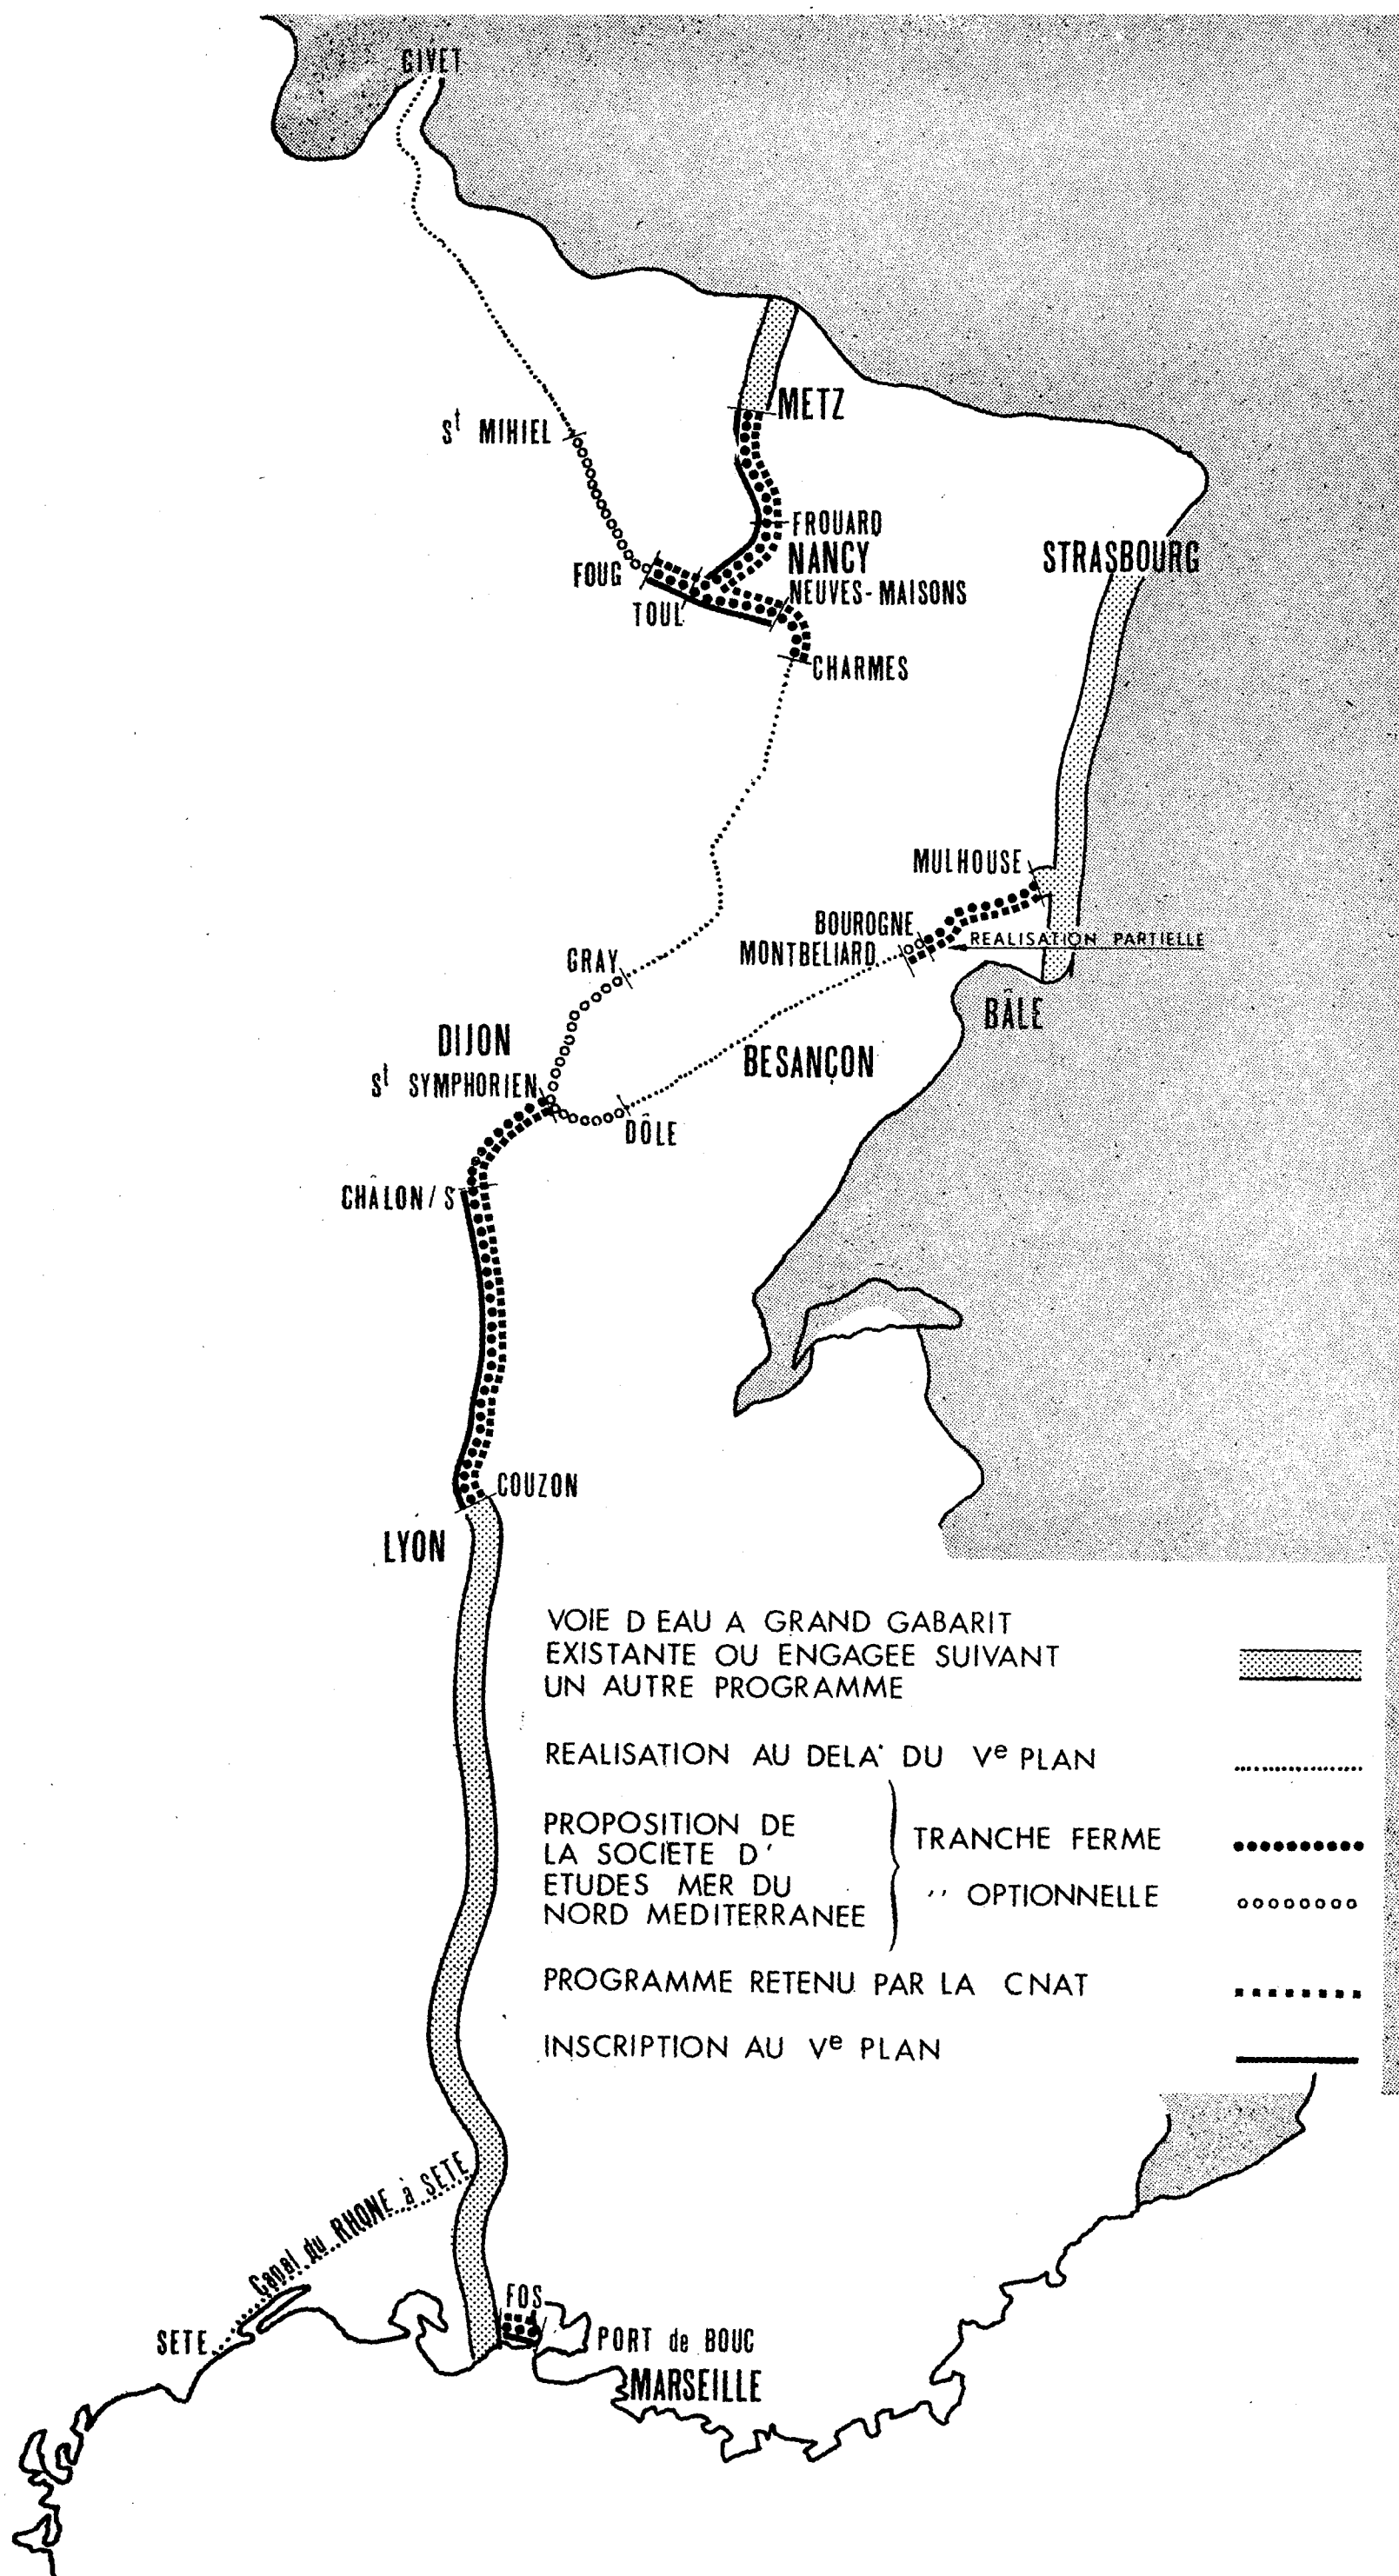 GIVET
METZ
St MIHIEL
FROUARD
NANCY
STRASBOURG
FOUG
NEUVES-MAISONS
TOUL
CHARMES
MULHOUSE
BOUROGNE
REALISATION PARTIELLE
MONTBELIARD
GRAY
BÂLE
DIJON
BESANÇON
St SYMPHORIEN
DÔLE
CHÂLON/S
COUZON
LYON
VOIE D EAU A GRAND GABARIT
EXISTANTE OU ENGAGEE SUIVANT
UN AUTRE PROGRAMME
REALISATION AU DELA' DU Ve PLAN
PROPOSITION DE
LA SOCIETE D'
ETUDES MER DU
NORD MEDITERRANEE
TRANCHE FERME
,, OPTIONNELLE
PROGRAMME RETENU PAR LA CNAT
INSCRIPTION AU Ve PLAN
Canal du RHONE à SETE
FOS
SETE
PORT de BOUC
MARSEILLE